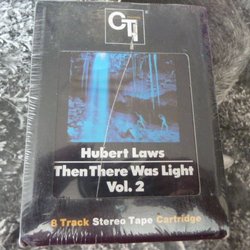 CTI
Hubert Laws
Then There Was Light
Vol. 2
8 Track Stereo Tape Cartridge